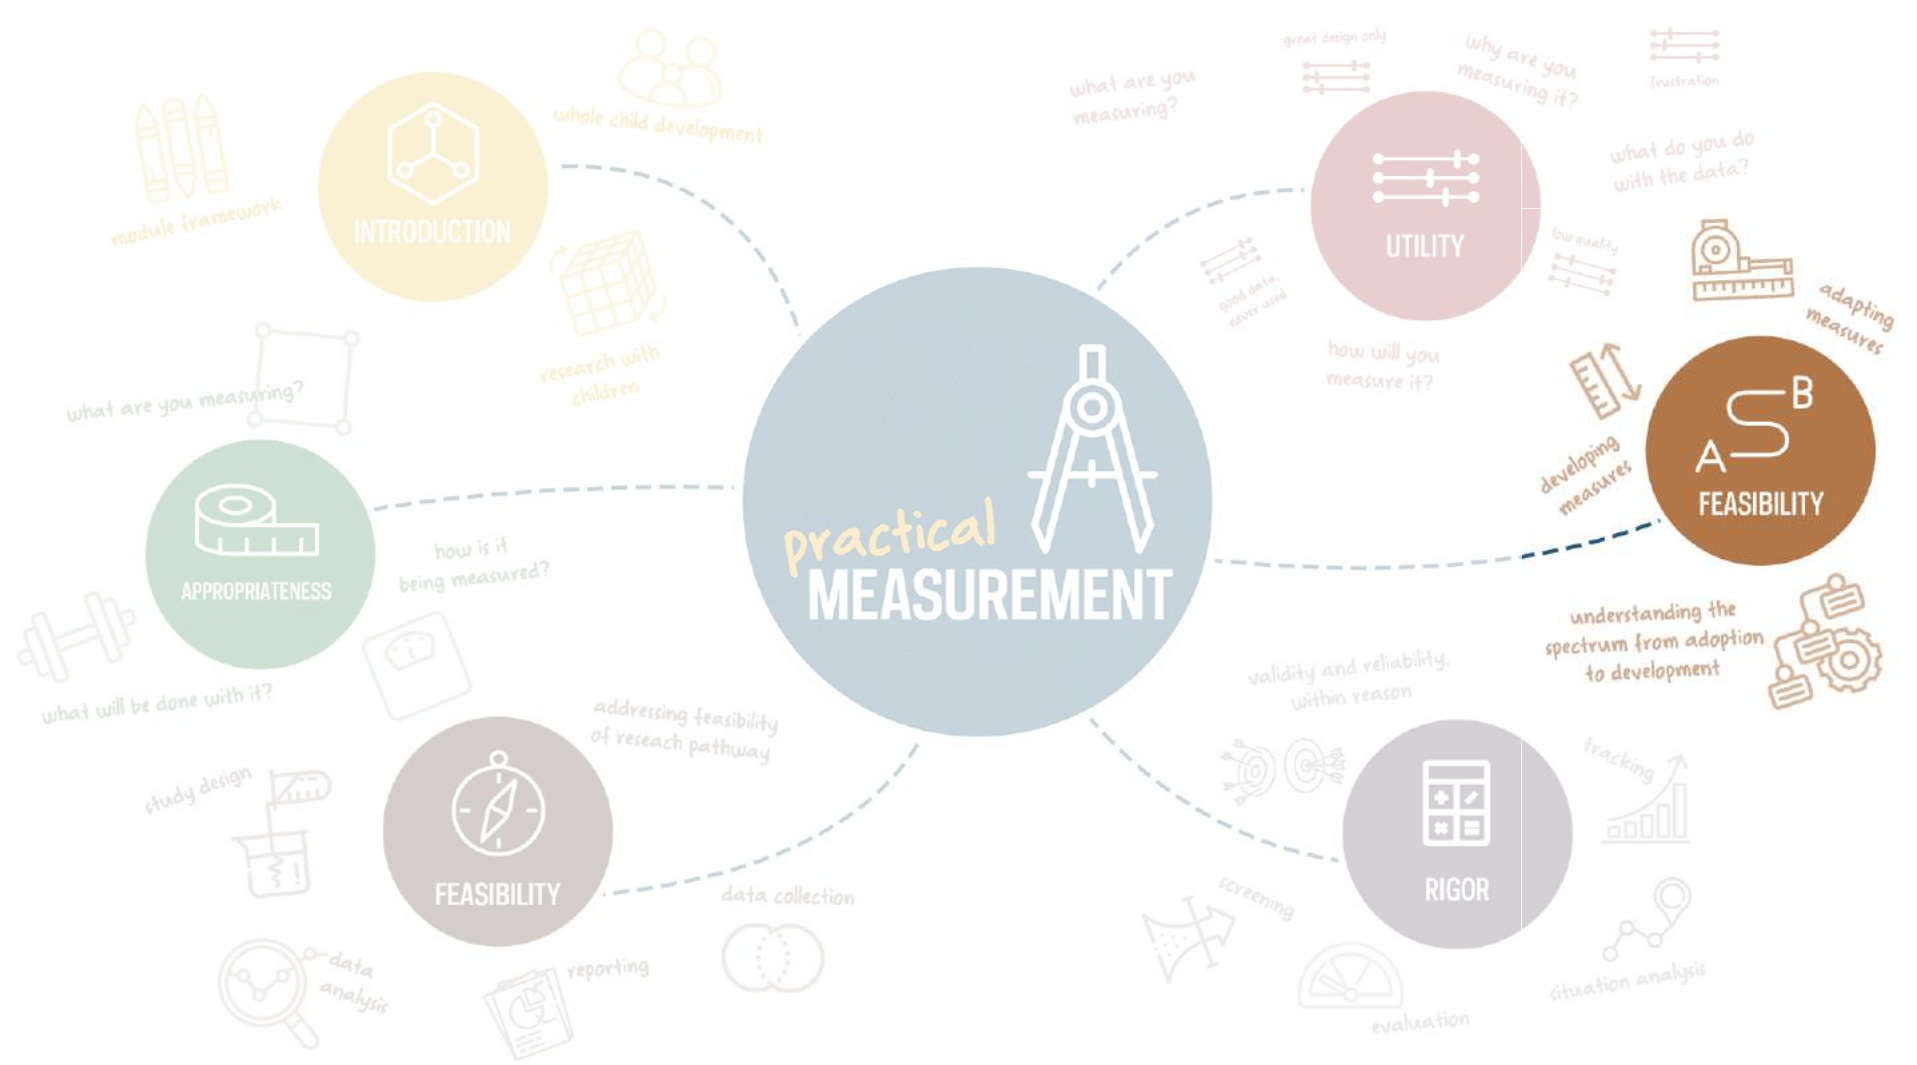 whole child development
module framework
INTRODUCTION
research with
children
what are you measuring?
APPROPRIATENESS
how is it
being measured?
what will be done with it?
addressing feasibility
of reseach pathway
study design
FEASIBILITY
data collection
data
analysis
reporting
practical
MEASUREMENT
what are you
measuring?
great design only
why are you
measuring it?
frustration
what do you do
with the data?
UTILITY
low quality
good data,
never used
how will you
measure it?
adapting
measures
A
B
FEASIBILITY
developing
measures
understanding the
spectrum from adoption
to development
validity and reliability,
within reason
tracking
RIGOR
screening
situation analysis
evaluation